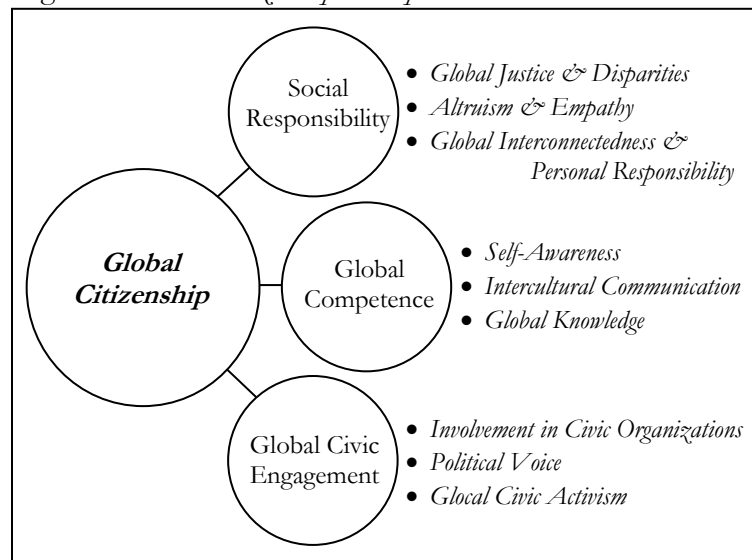 Social
Responsibility
• Global Justice & Disparities
• Altruism & Empathy
• Global Interconnectedness &
Personal Responsibility
Global
Citizenship
Global
Competence
• Self-Awareness
• Intercultural Communication
• Global Knowledge
Global Civic
Engagement
• Involvement in Civic Organizations
• Political Voice
• Glocal Civic Activism